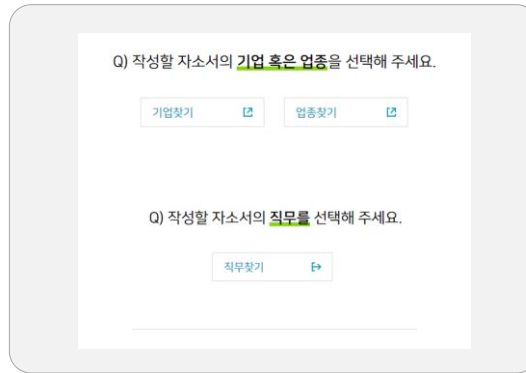 Q) 작성할 자소서의 기업 혹은 업종을 선택해 주세요.
기업찾기 업종찾기
Q) 작성할 자소서의 직무를 선택해 주세요.
직무찾기